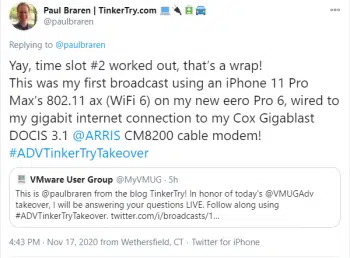 Paul Braren | TinkerTry.com 💻 🔌 🔋 🚘
@paulbraren
Replying to @paulbraren
Yay, time slot #2 worked out, that's a wrap!
This was my first broadcast using an iPhone 11 Pro
Max's 802.11 ax (WiFi 6) on my new eero Pro 6, wired to
my gigabit internet connection to my Cox Gigablast
DOCIS 3.1 @ARRIS CM8200 cable modem!
#ADVTinkerTryTakeover
VMware User Group @MyVMUG · 5h
This is @paulbraren from the blog TinkerTry! In honor of today's @VMUGAdv
takeover, I will be answering your questions LIVE. Follow along using
#ADVTinkerTryTakeover. twitter.com/i/broadcasts/1...
4:43 PM · Nov 17, 2020 from Wethersfield, CT · Twitter for iPhone